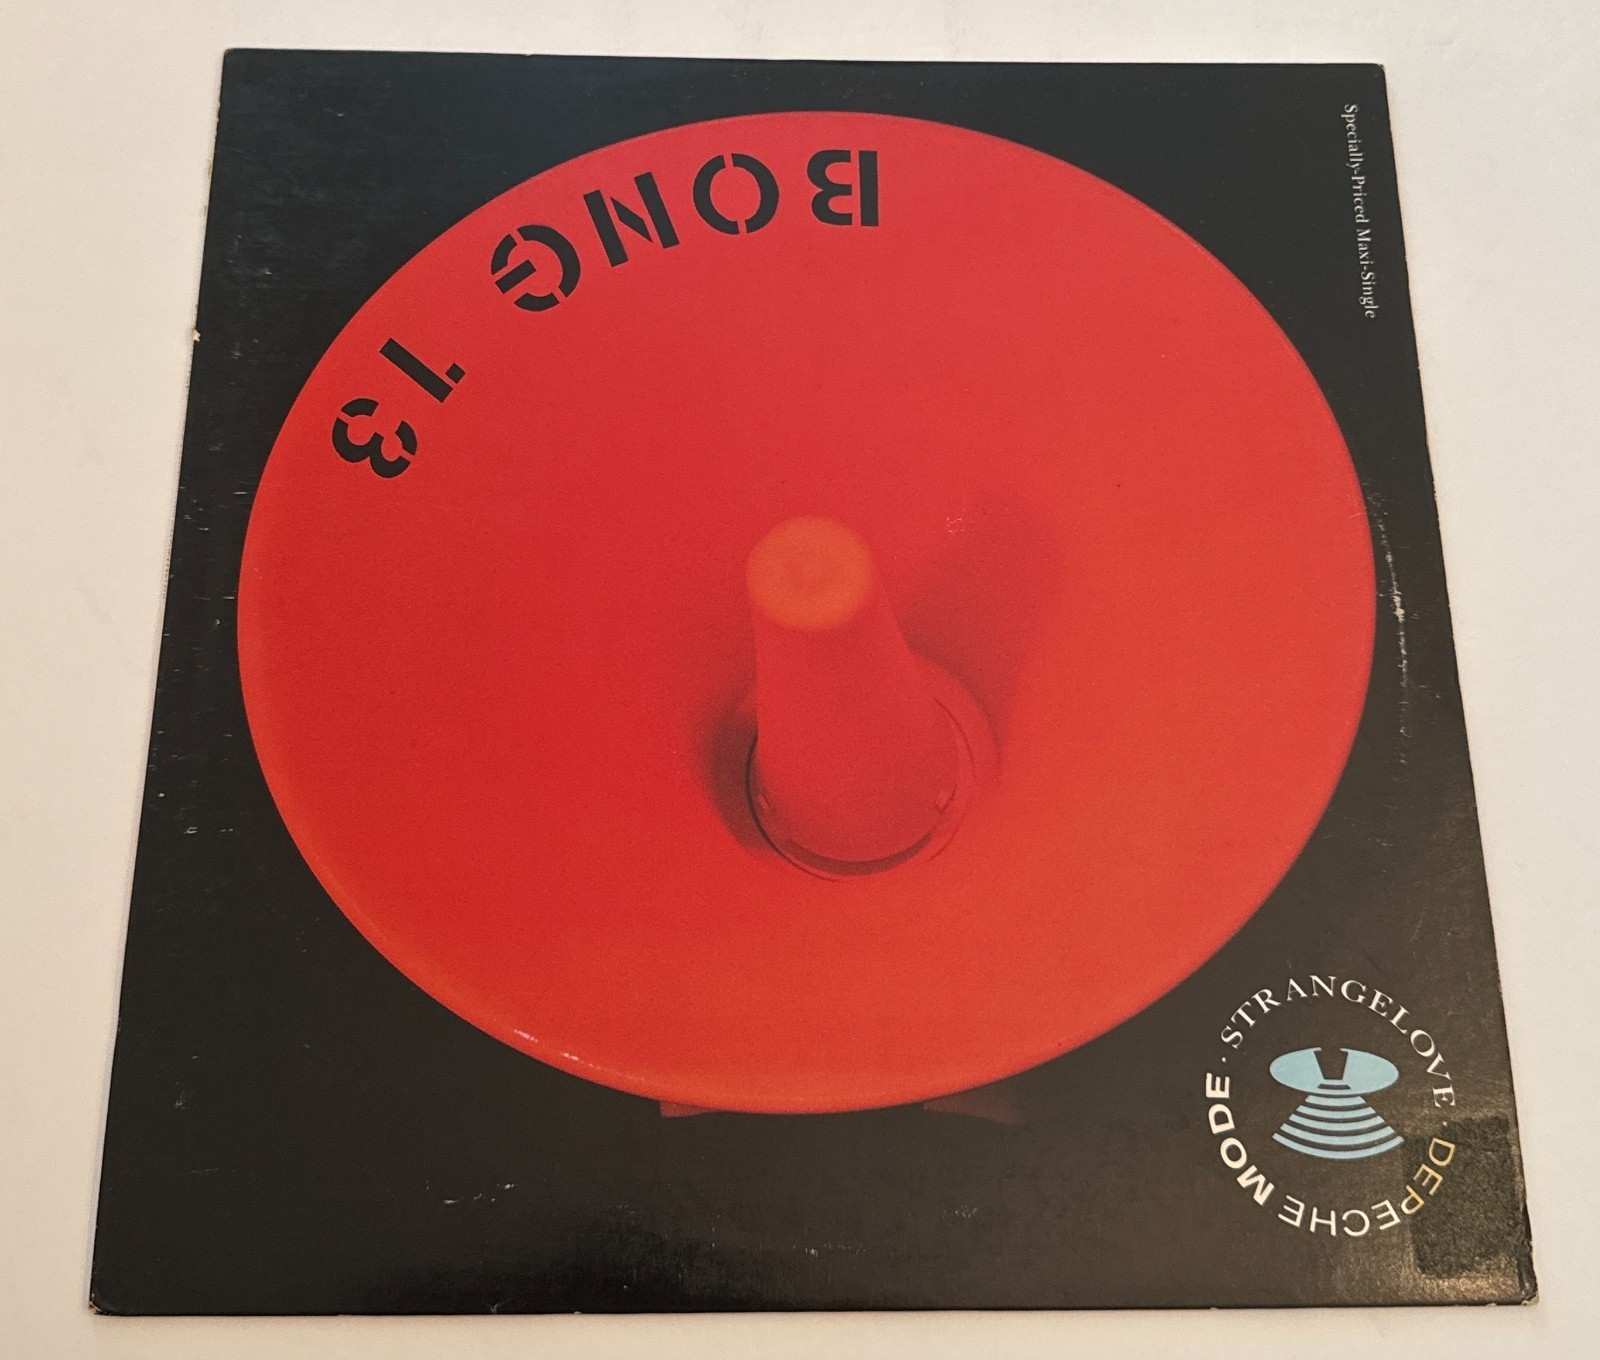 BONG 13
Specially-Priced Maxi-Single
STRANGELOVE · DEPECHE MODE ·